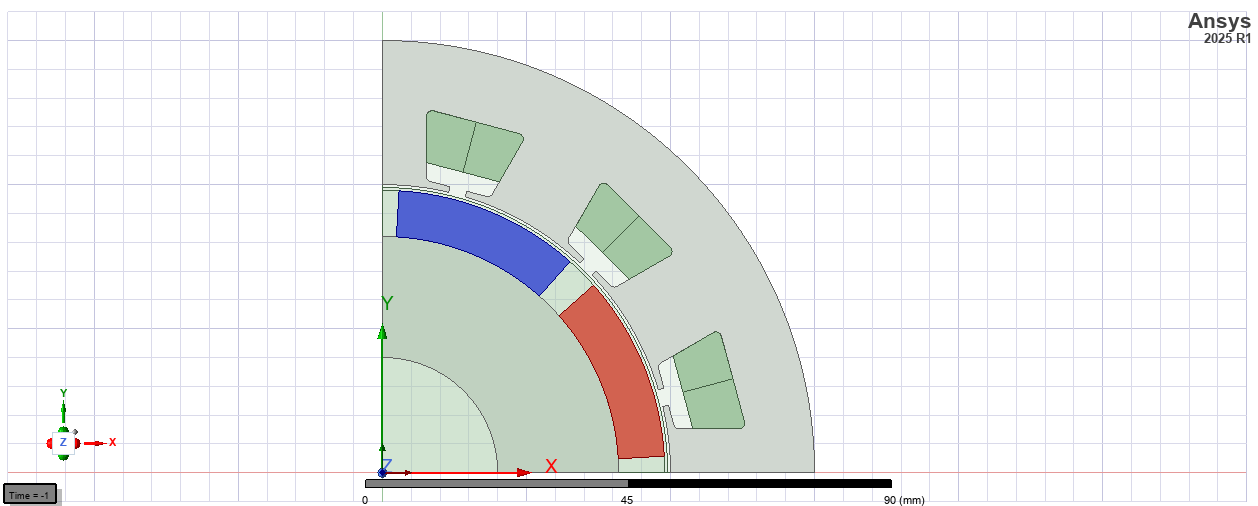 Ansys
2025 R1
Y
Y
Z
X
Z
X
Time = -1
0
45
90 (mm)